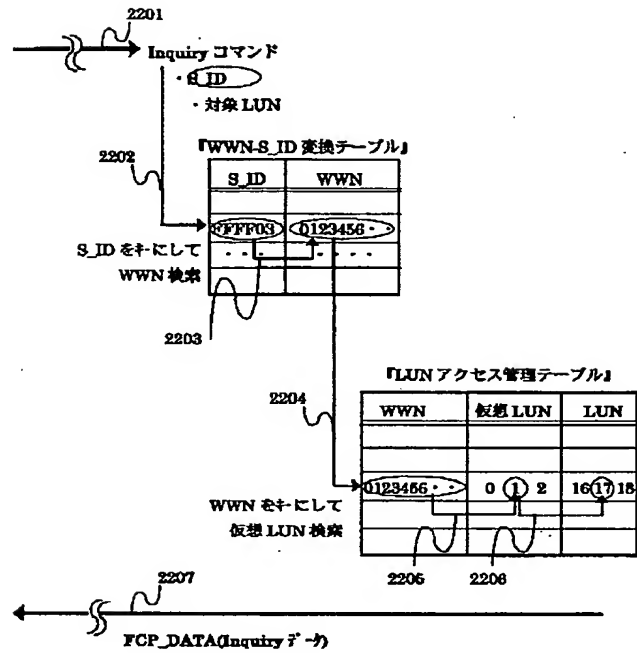 2201
Inquiry コマンド
・S_ID
・対象 LUN
2202
『WWN-S_ID 変換テーブル』
S_ID WWN
FFFF03 0123456・・
・・・ ・・・・
S_ID をキーにして
WWN 検索
2203
『LUN アクセス管理テーブル』
2204
WWN 仮想 LUN LUN
0123456・・ 0 1 2 16 17 18
WWN をキーにして
仮想 LUN 検索
2205 2206
2207
FCP_DATA(Inquiry データ)